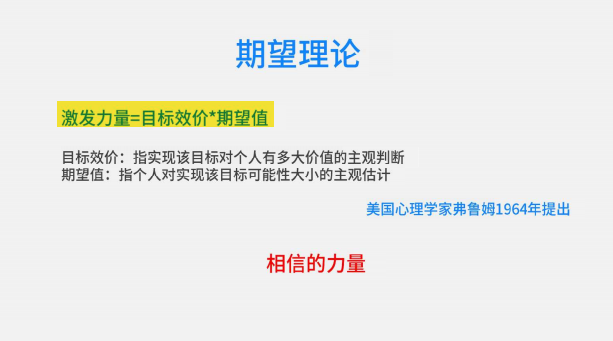 期望理论
激发力量=目标效价*期望值
目标效价：指实现该目标对个人有多大价值的主观判断
期望值：指个人对实现该目标可能性大小的主观估计
美国心理学家弗鲁姆1964年提出
相信的力量